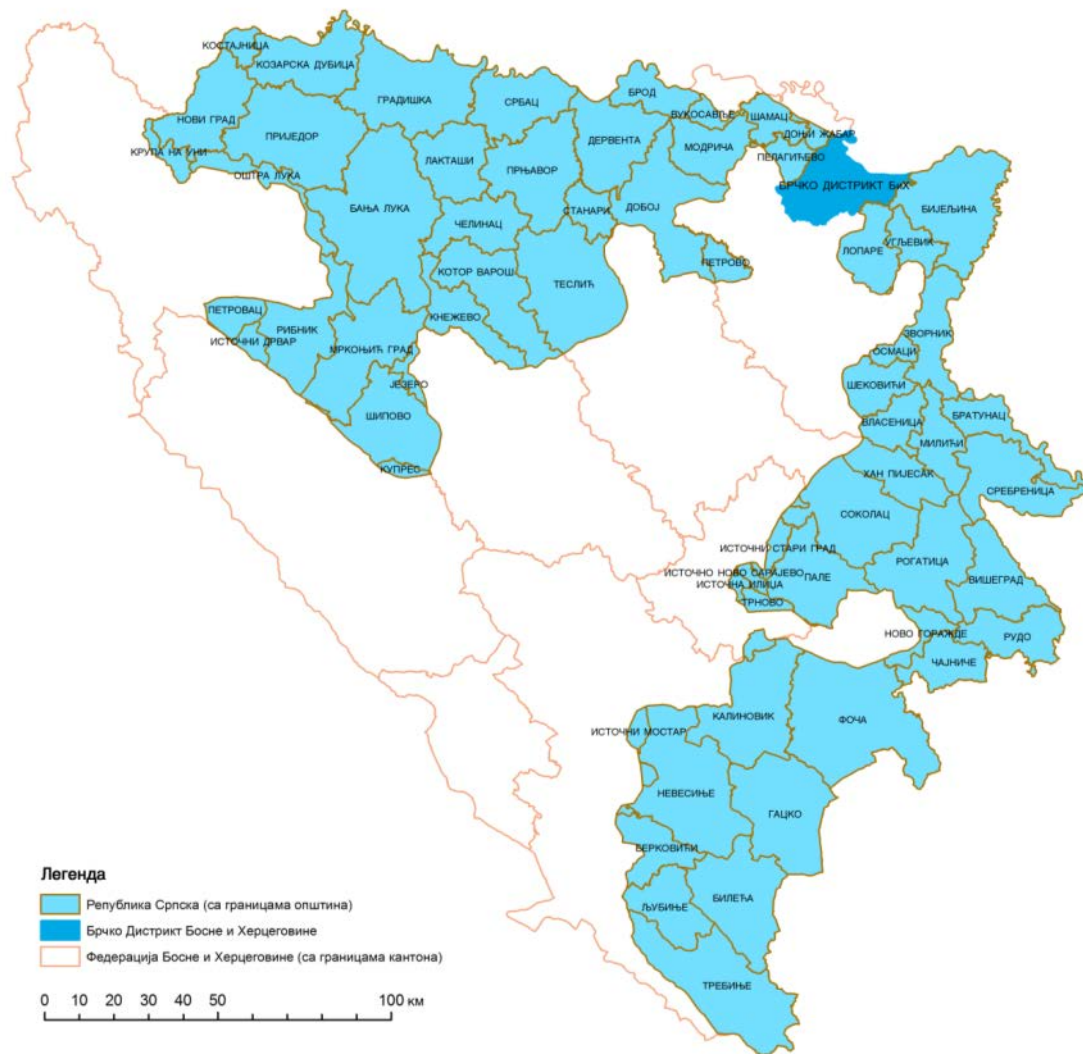 КОСТАЈНИЦА
КОЗАРСКА ДУБИЦА
ГРАДИШКА
СРБАЦ
БРОД
ВУКОСАВЉЕ
ШАМАЦ
ДОЊИ ЖАБАР
НОВИ ГРАД
ПРИЈЕДОР
ДЕРВЕНТА
МОДРИЧА
ПЕЛАГИЋЕВО
КРУПА НА УНИ
ОШТРА ЛУКА
ЛАКТАШИ
ПРЊАВОР
БРЧКО ДИСТРИКТ БиХ
БАЊА ЛУКА
СТАНАРИ
ДОБОЈ
БИЈЕЉИНА
ЧЕЛИНАЦ
УГЉЕВИК
ЛОПАРЕ
ПЕТРОВО
КОТОР ВАРОШ
ТЕСЛИЋ
ПЕТРОВАЦ
КНЕЖЕВО
РИБНИК
ИСТОЧНИ ДРВАР
МРКОЊИЋ ГРАД
ЗВОРНИК
ОСМАЦИ
ЈЕЗЕРО
ШЕКОВИЋИ
ШИПОВО
БРАТУНАЦ
ВЛАСЕНИЦА
МИЛИЋИ
КУПРЕС
ХАН ПИЈЕСАК
СРЕБРЕНИЦА
СОКОЛАЦ
ИСТОЧНИ СТАРИ ГРАД
РОГАТИЦА
ИСТОЧНО НОВО САРАЈЕВО
ПАЛЕ
ИСТОЧНА ИЛИЏА
ВИШЕГРАД
ТРНОВО
НОВО ГОРАЖДЕ
РУДО
ЧАЈНИЧЕ
КАЛИНОВИК
ФОЧА
ИСТОЧНИ МОСТАР
НЕВЕСИЊЕ
ГАЦКО
БЕРКОВИЋИ
БИЛЕЋА
ЉУБИЊЕ
ТРЕБИЊЕ
Легенда
Република Српска (са границама општина)
Брчко Дистрикт Босне и Херцеговине
Федерација Босне и Херцеговине (са границама кантона)
0 10 20 30 40 50 100 км